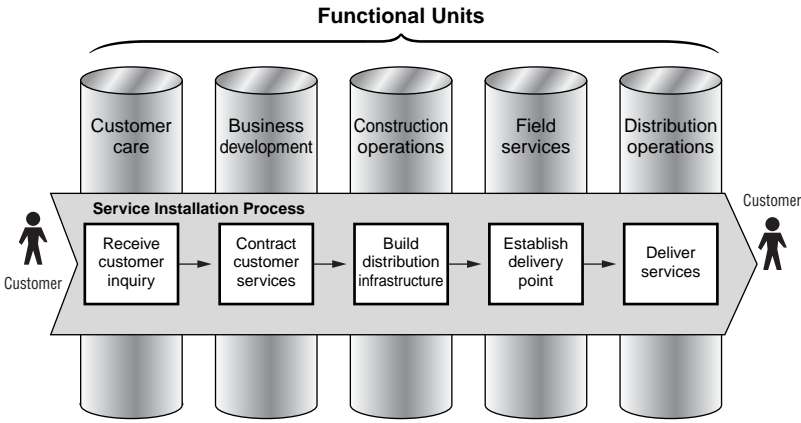 Functional Units
Customer
care
Business
development
Construction
operations
Field
services
Distribution
operations
Customer
Service Installation Process
Receive
customer
inquiry
Contract
customer
services
Build
distribution
infrastructure
Establish
delivery
point
Deliver
services
Customer